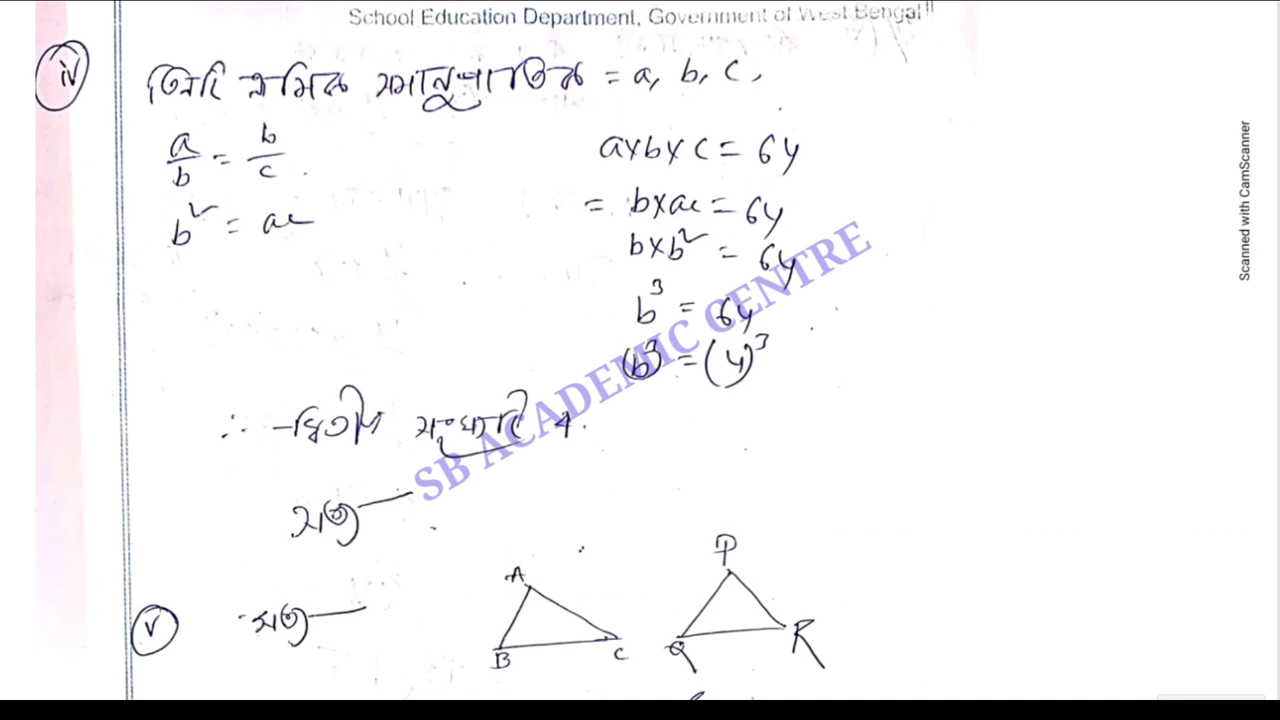 School Education Department, Government of West Bengal
iv
তিনটি ক্রমিক সমানুপাতিক = a, b, c,
a/b = b/c
b² = ac
a×b×c = 64
= b×ac = 64
b×b² = 64
b³ = 64
(b)³ = (4)³
∴ দ্বিতীয় সংখ্যাটি 4.
সত্য
v
সত্য
A
B
C
P
Q
R
SB ACADEMIC CENTRE
Scanned with CamScanner